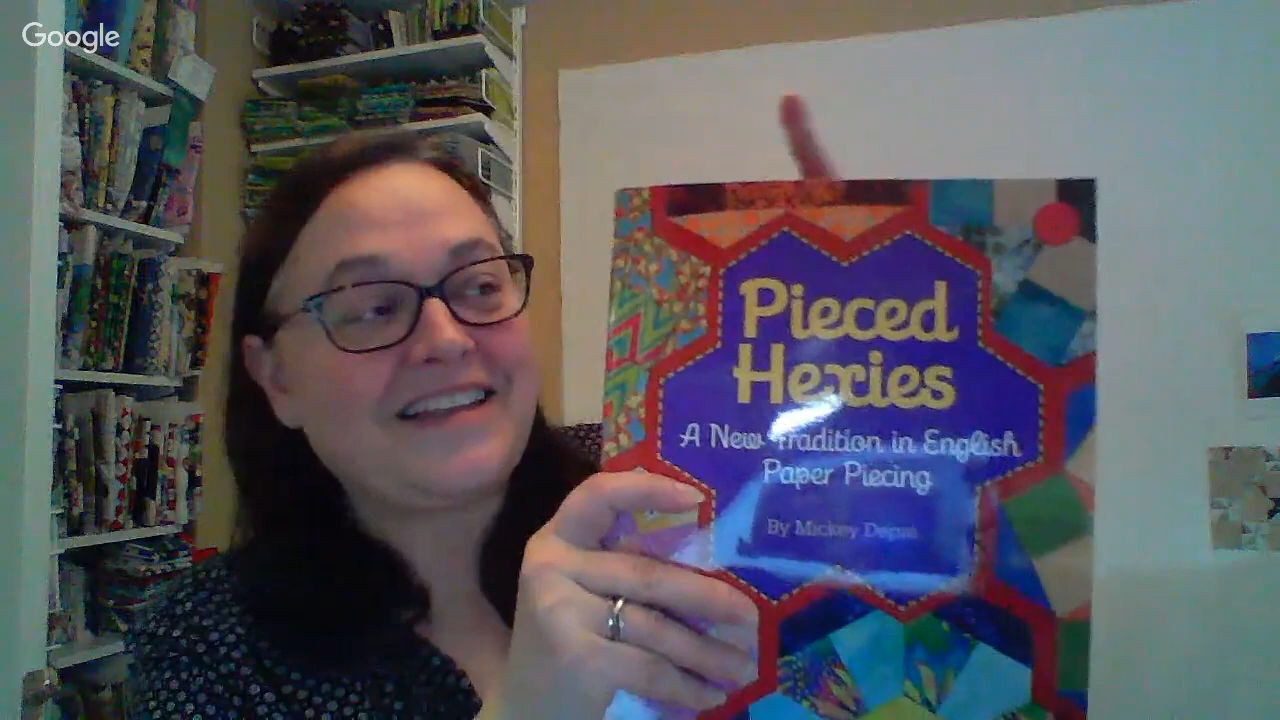 Google
Pieced
Hexies
A New Tradition in English
Paper Piecing
By Mickey Depre